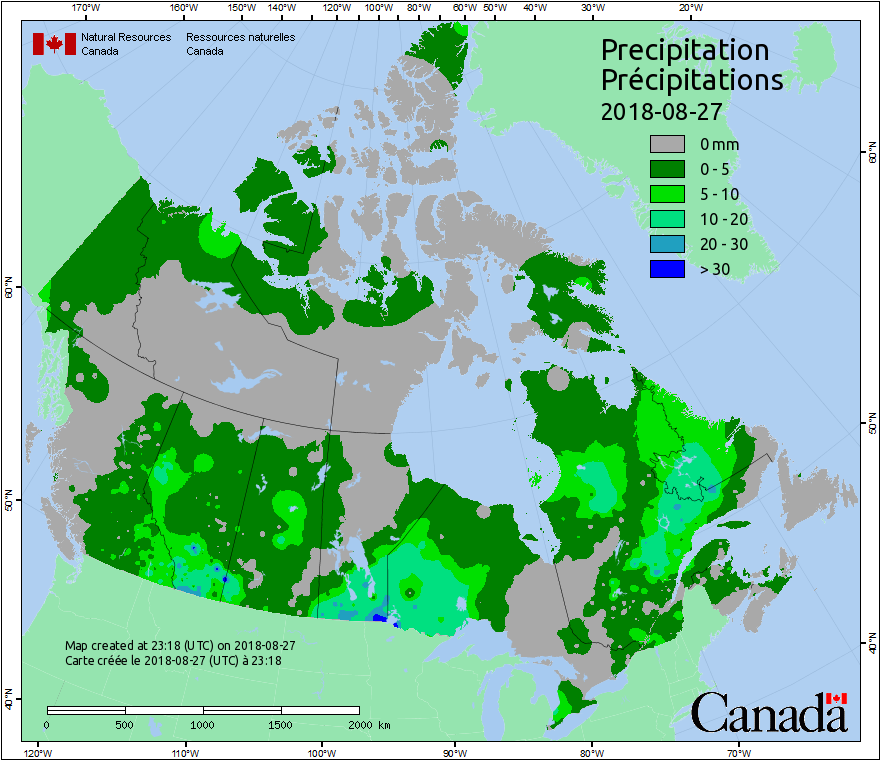 170°W 160°W 150°W 140°W 130°W 120°W 110°W 100°W 90°W 80°W 60°W 50°W 40°W 30°W 20°W
Natural Resources Ressources naturelles
Canada Canada
Precipitation
Précipitations
2018-08-27
0 mm
0 - 5
5 - 10
10 - 20
20 - 30
> 30
60°N
60°N
50°N
50°N
40°N
40°N
Map created at 23:18 (UTC) on 2018-08-27
Carte créée le 2018-08-27 (UTC) à 23:18
0 500 1000 1500 2000 km
Canada
120°W 110°W 100°W 90°W 80°W 70°W